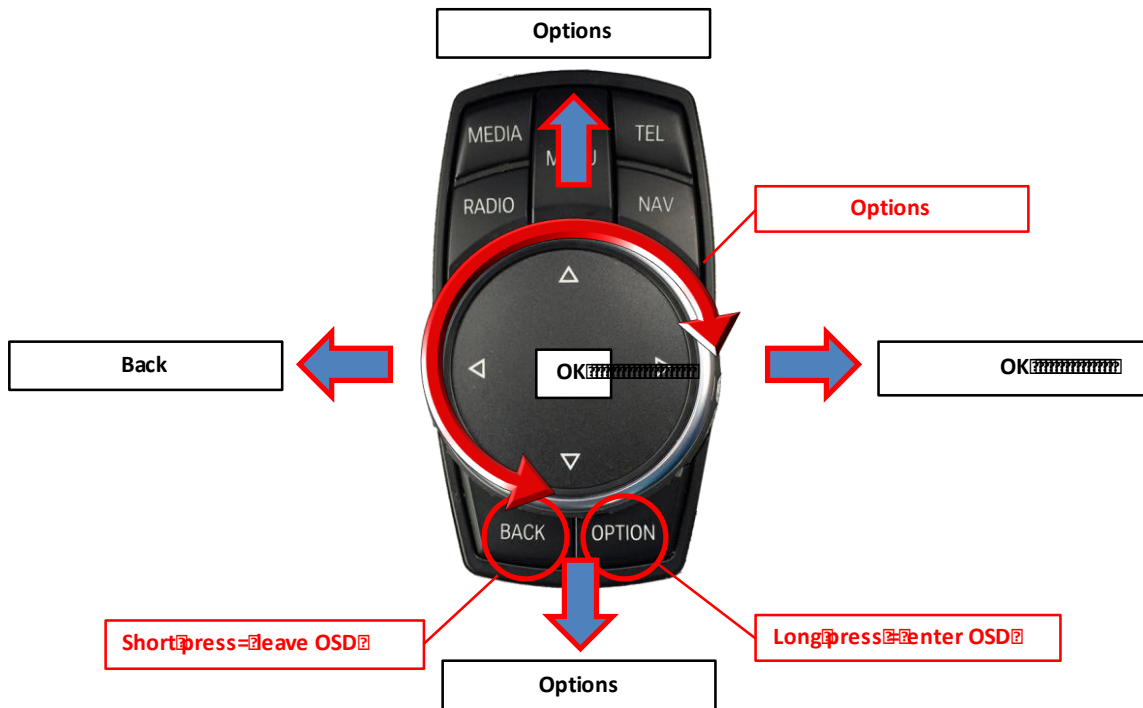 Options
MEDIA
TEL
RADIO
NAV
Options
Back
OK
OK
BACK
OPTION
Short press= leave OSD
Long press = enter OSD
Options